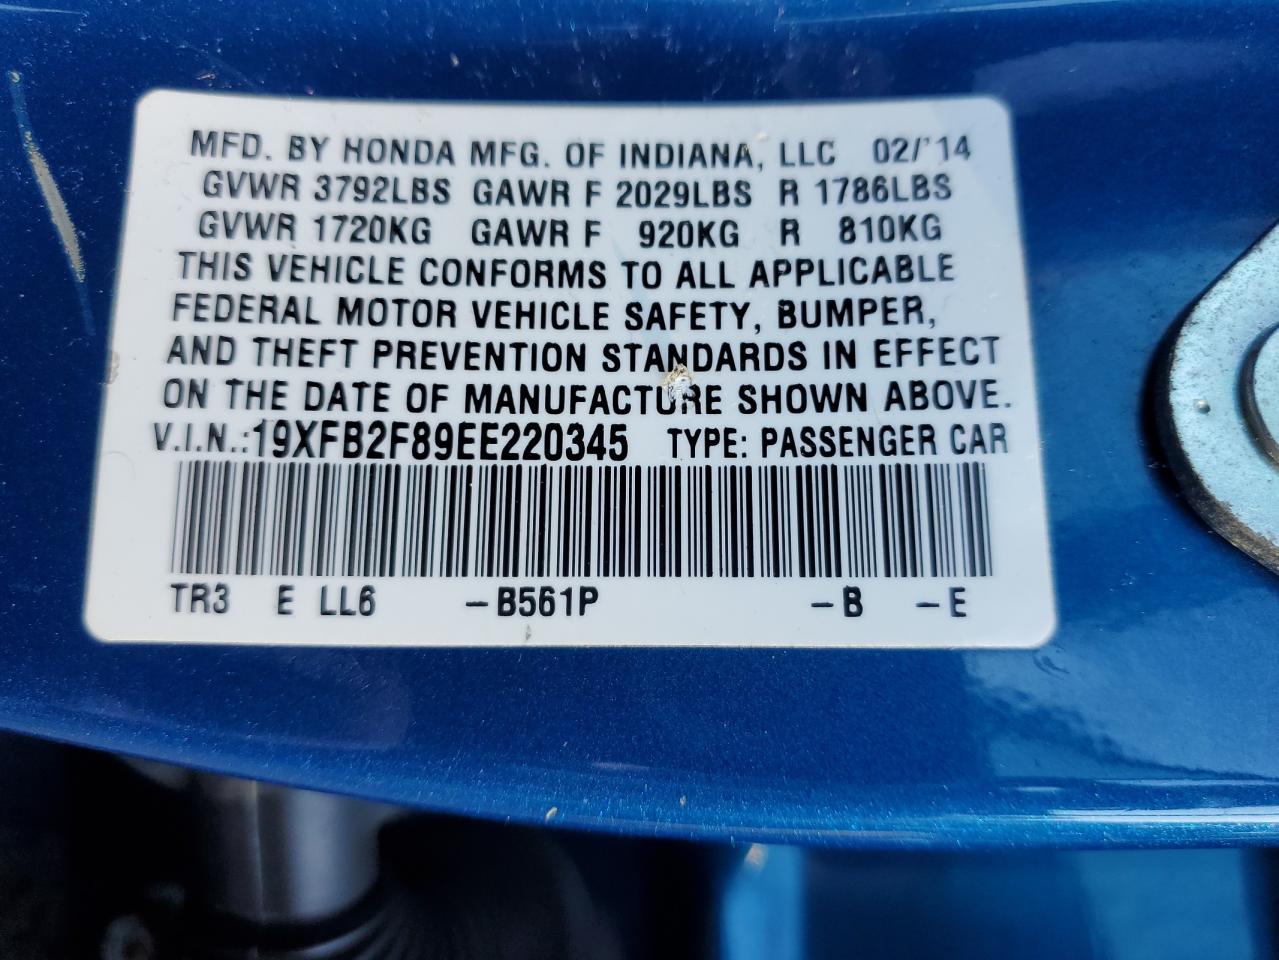 MFD. BY HONDA MFG. OF INDIANA, LLC 02/'14
GVWR 3792LBS GAWR F 2029LBS R 1786LBS
GVWR 1720KG GAWR F 920KG R 810KG
THIS VEHICLE CONFORMS TO ALL APPLICABLE
FEDERAL MOTOR VEHICLE SAFETY, BUMPER,
AND THEFT PREVENTION STANDARDS IN EFFECT
ON THE DATE OF MANUFACTURE SHOWN ABOVE.
V.I.N.:19XFB2F89EE220345 TYPE: PASSENGER CAR
TR3 E LL6 -B561P -B -E